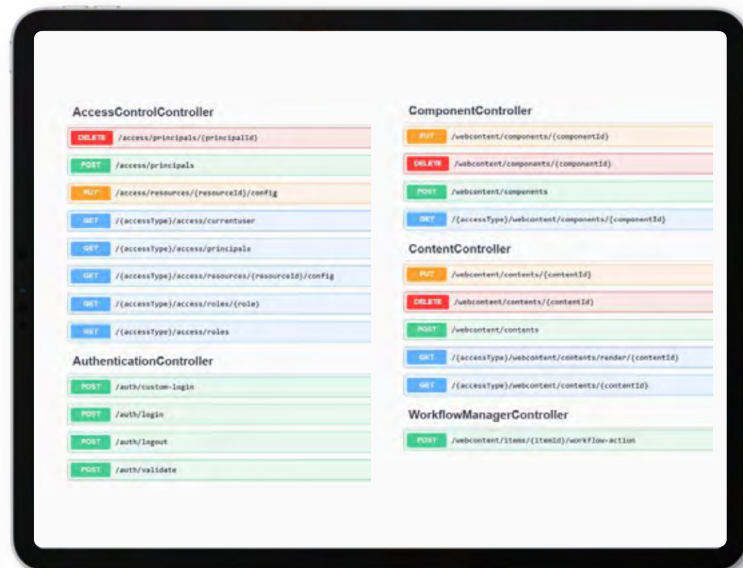 AccessControlController
DELETE /access/principals/{principalId}
POST /access/principals
PUT /access/resources/{resourceId}/config
GET /{accessType}/access/currentuser
GET /{accessType}/access/principals
GET /{accessType}/access/resources/{resourceId}/config
GET /{accessType}/access/roles/{role}
GET /{accessType}/access/roles
AuthenticationController
POST /auth/custom-login
POST /auth/login
POST /auth/logout
POST /auth/validate
ComponentController
PUT /webcontent/components/{componentId}
DELETE /webcontent/components/{componentId}
POST /webcontent/components
GET /{accessType}/webcontent/components/{componentId}
ContentController
PUT /webcontent/contents/{contentId}
DELETE /webcontent/contents/{contentId}
POST /webcontent/contents
GET /{accessType}/webcontent/contents/render/{contentId}
GET /{accessType}/webcontent/contents/{contentId}
WorkflowManagerController
POST /webcontent/items/{itemId}/workflow-action